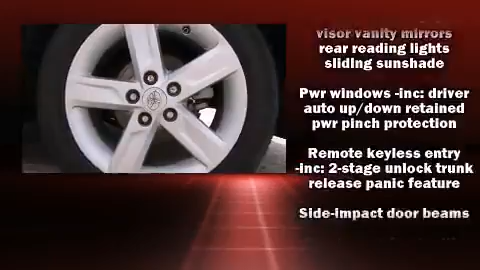 visor vanity mirrors
rear reading lights
sliding sunshade
Pwr windows -inc: driver
auto up/down retained
pwr pinch protection
Remote keyless entry
-inc: 2-stage unlock trunk
release panic feature
Side-impact door beams